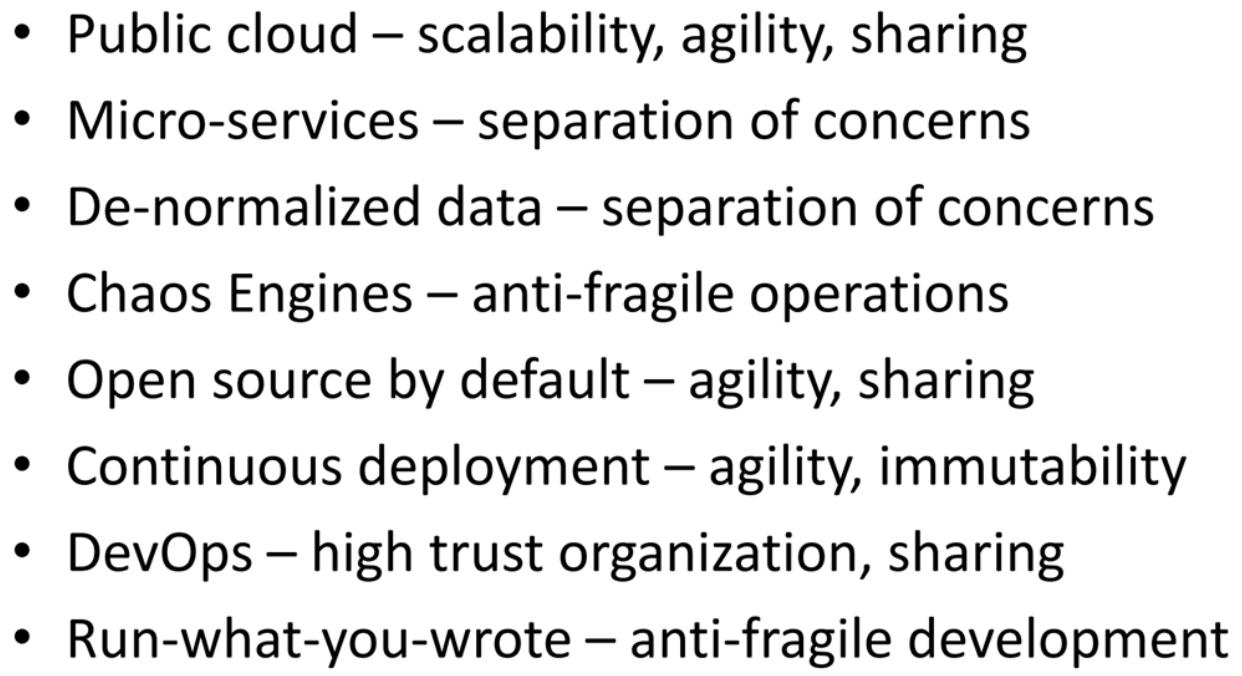 • Public cloud – scalability, agility, sharing
• Micro-services – separation of concerns
• De-normalized data – separation of concerns
• Chaos Engines – anti-fragile operations
• Open source by default – agility, sharing
• Continuous deployment – agility, immutability
• DevOps – high trust organization, sharing
• Run-what-you-wrote – anti-fragile development